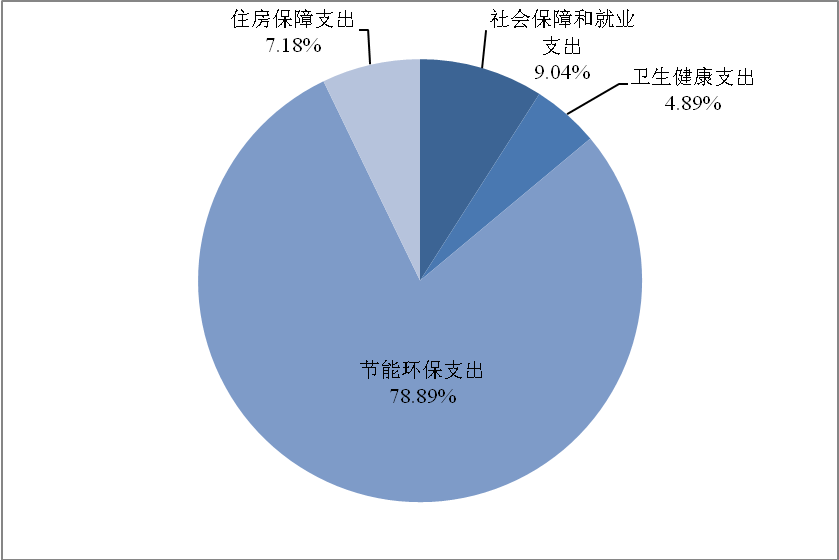 住房保障支出
7.18%
社会保障和就业
支出
9.04%
卫生健康支出
4.89%
节能环保支出
78.89%